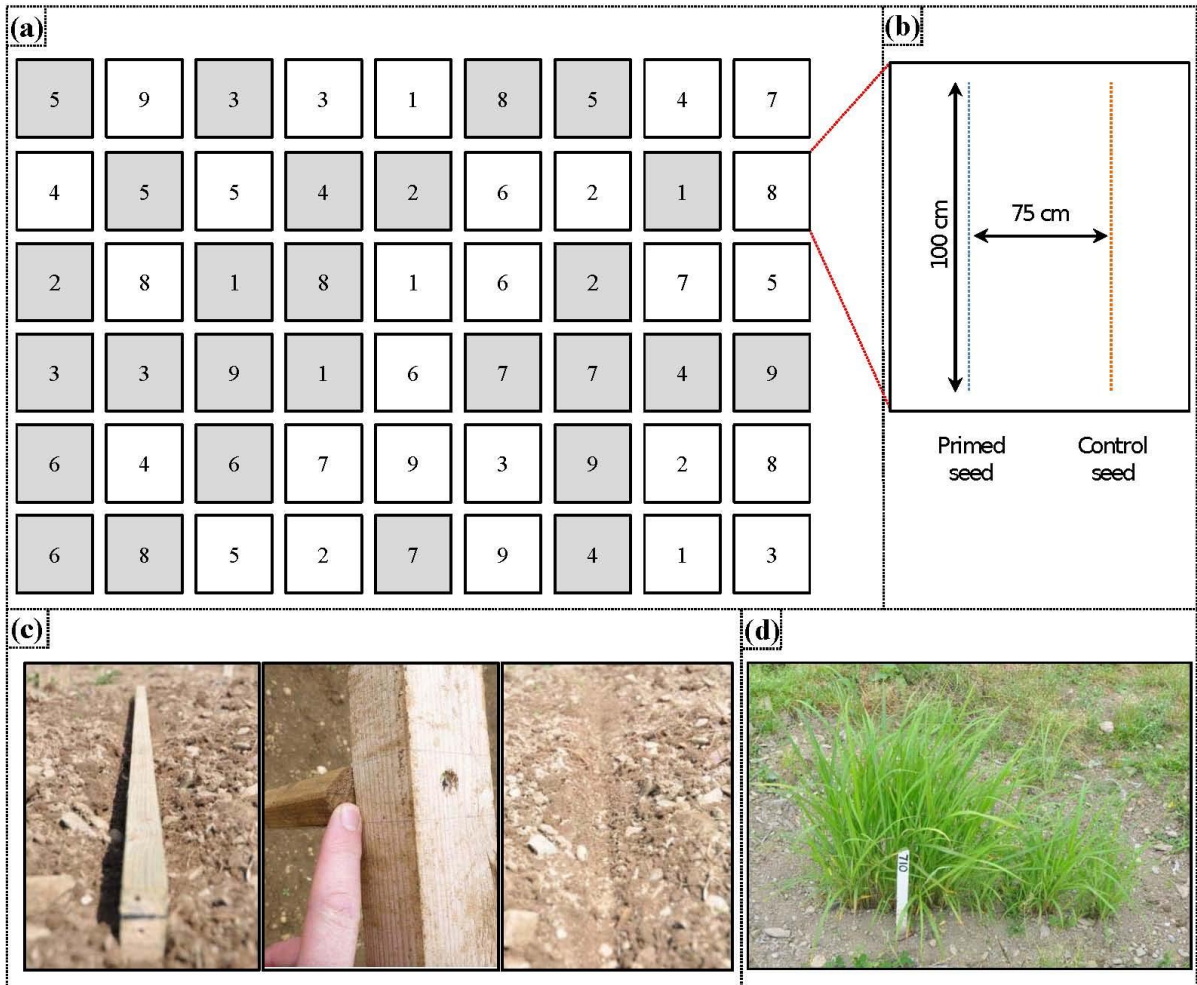 (a)
5 9 3 3 1 8 5 4 7
4 5 5 4 2 6 2 1 8
2 8 1 8 1 6 2 7 5
3 3 9 1 6 7 7 4 9
6 4 6 7 9 3 9 2 8
6 8 5 2 7 9 4 1 3
(b)
100 cm
75 cm
Primed
seed
Control
seed
(c)
(d)
710